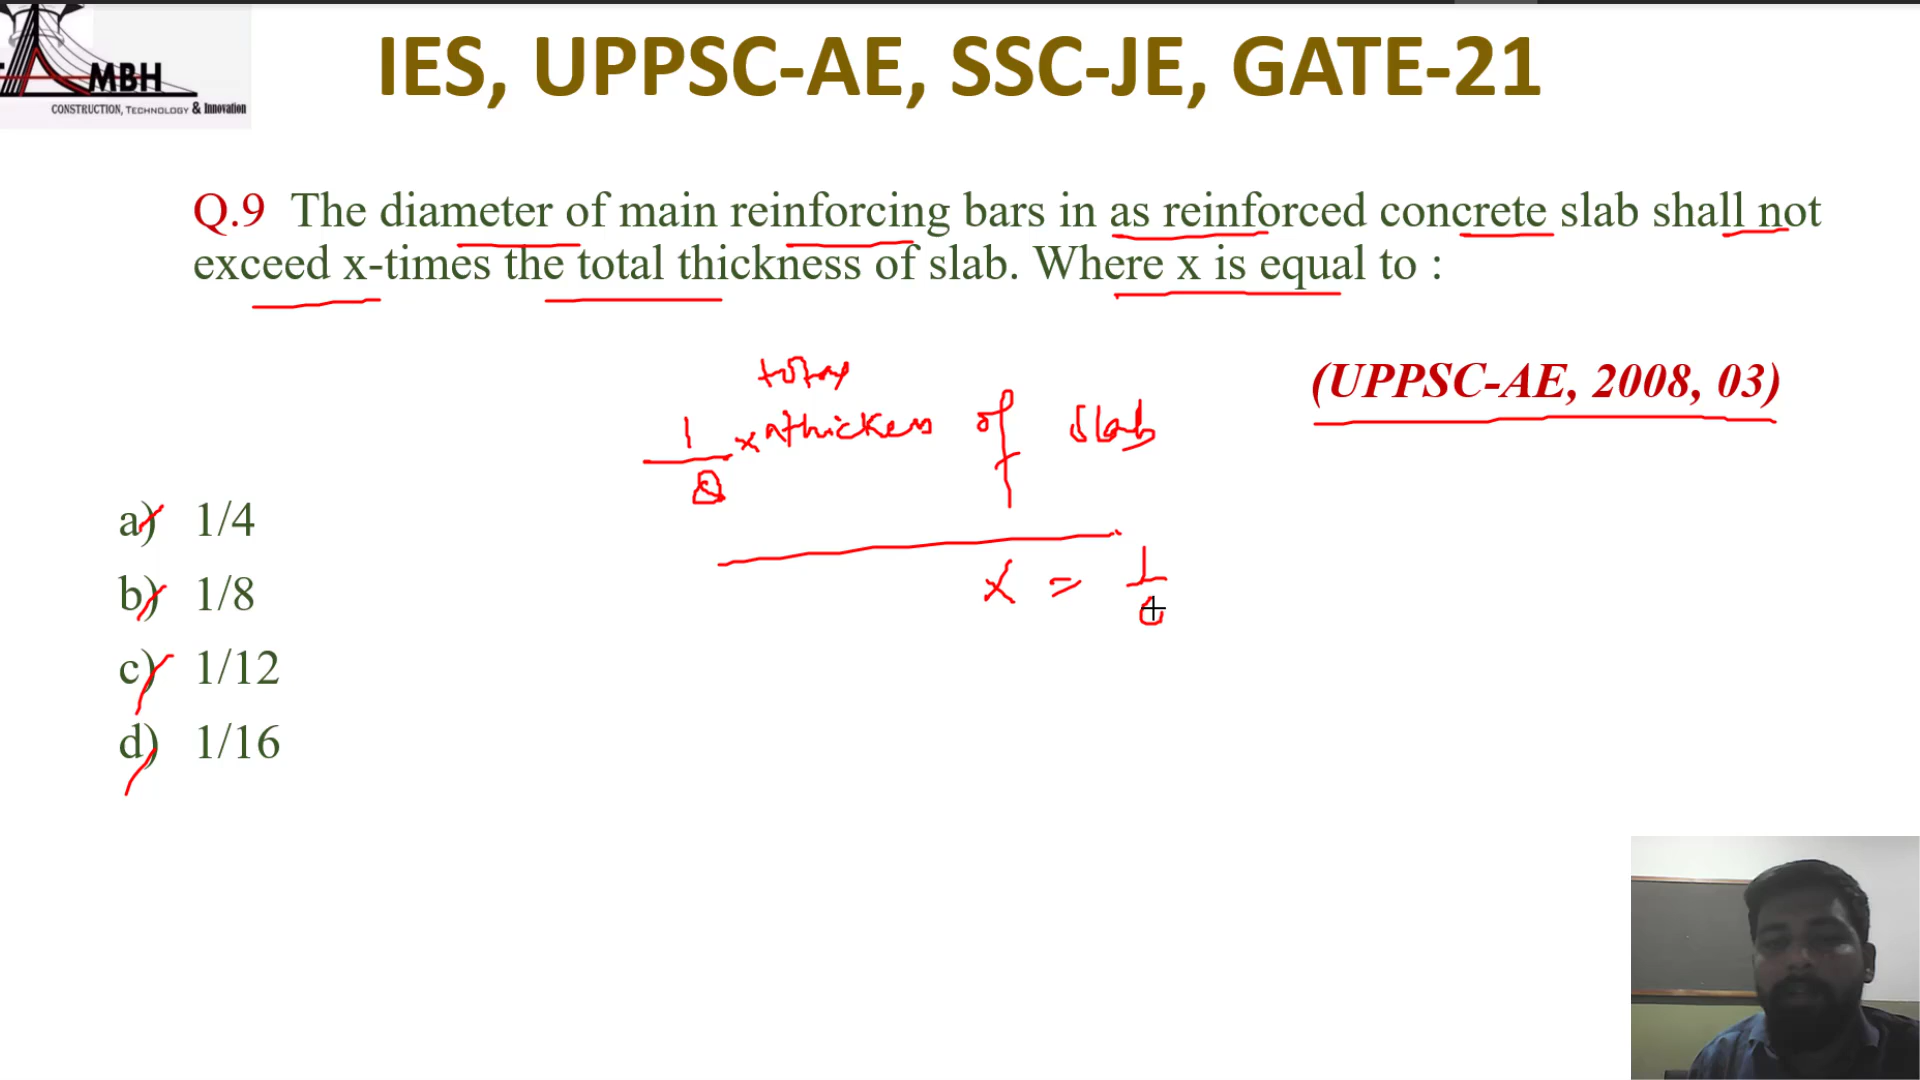 MBH
CONSTRUCTION, TECHNOLOGY & Innovation
IES, UPPSC-AE, SSC-JE, GATE-21
Q.9 The diameter of main reinforcing bars in as reinforced concrete slab shall not
exceed x-times the total thickness of slab. Where x is equal to :
(UPPSC-AE, 2008, 03)
total
1/8 x thickess of slab
x = 1/
a) 1/4
b) 1/8
c) 1/12
d) 1/16